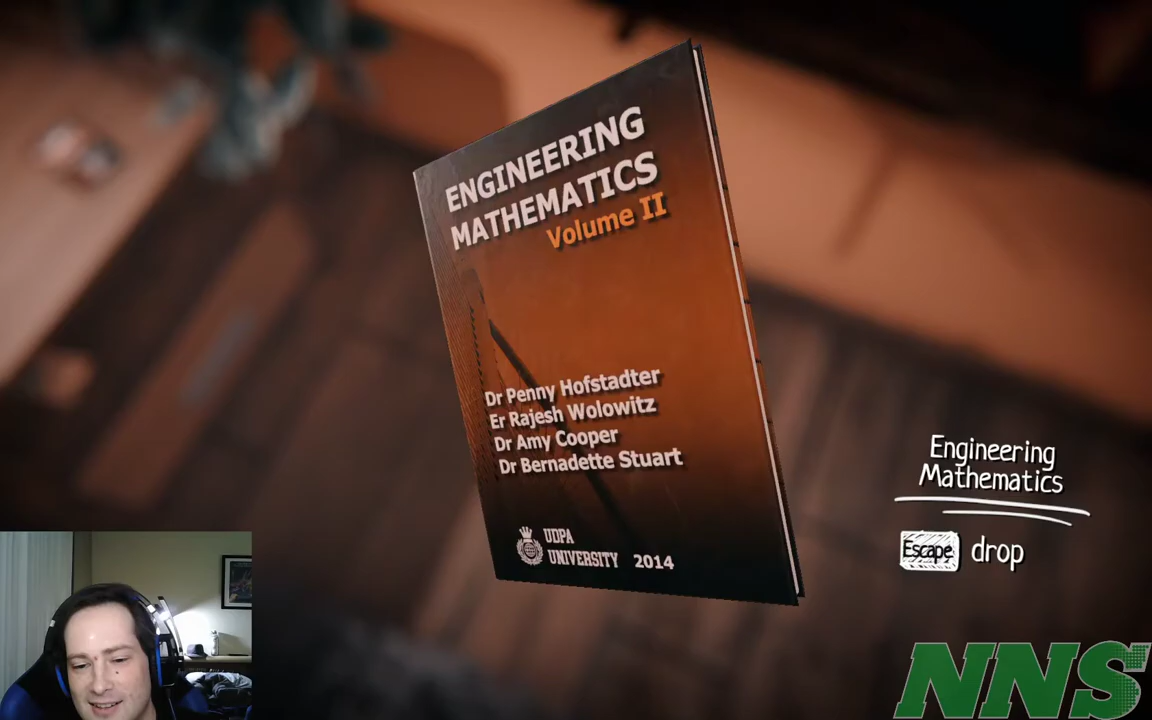 ENGINEERING
MATHEMATICS
Volume II
Dr Penny Hofstadter
Er Rajesh Wolowitz
Dr Amy Cooper
Dr Bernadette Stuart
UDPA
UNIVERSITY 2014
Engineering
Mathematics
Escape drop
NNS